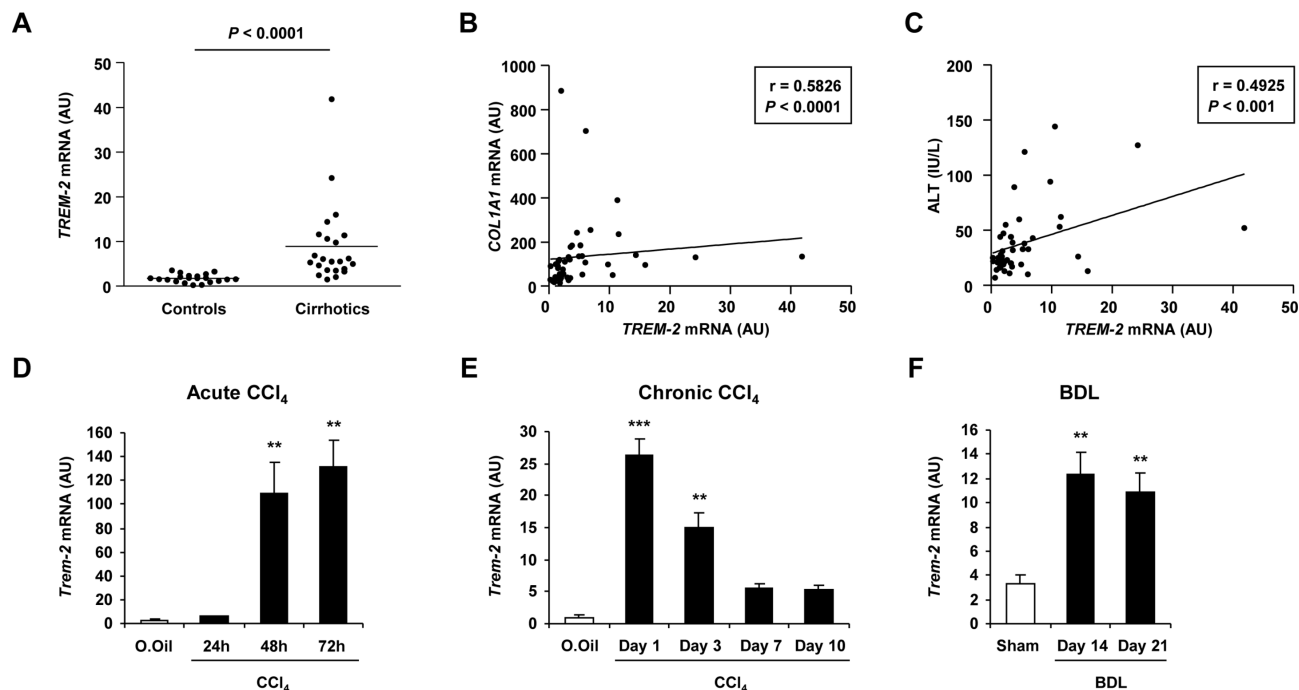 A
P < 0.0001
TREM-2 mRNA (AU)
50
40
30
20
10
0
Controls
Cirrhotics
B
COL1A1 mRNA (AU)
1000
800
600
400
200
0
r = 0.5826
P < 0.0001
0 10 20 30 40 50
TREM-2 mRNA (AU)
C
ALT (IU/L)
200
150
100
50
0
r = 0.4925
P < 0.001
0 10 20 30 40 50
TREM-2 mRNA (AU)
D
Acute CCl₄
Trem-2 mRNA (AU)
160
140
120
100
80
60
40
20
0
**
**
O.Oil 24h 48h 72h
CCl₄
E
Chronic CCl₄
Trem-2 mRNA (AU)
30
25
20
15
10
5
0
***
**
O.Oil Day 1 Day 3 Day 7 Day 10
CCl₄
F
BDL
Trem-2 mRNA (AU)
16
14
12
10
8
6
4
2
0
**
**
Sham Day 14 Day 21
BDL